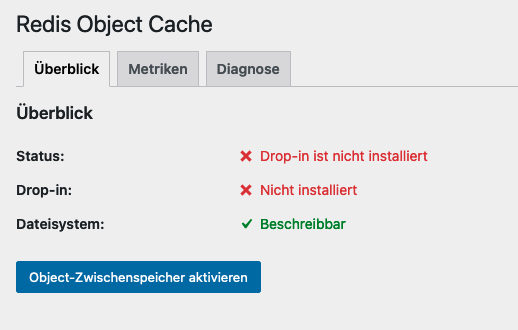 Redis Object Cache
Überblick Metriken Diagnose
Überblick
Status: Drop-in ist nicht installiert
Drop-in: Nicht installiert
Dateisystem: Beschreibbar
Object-Zwischenspeicher aktivieren